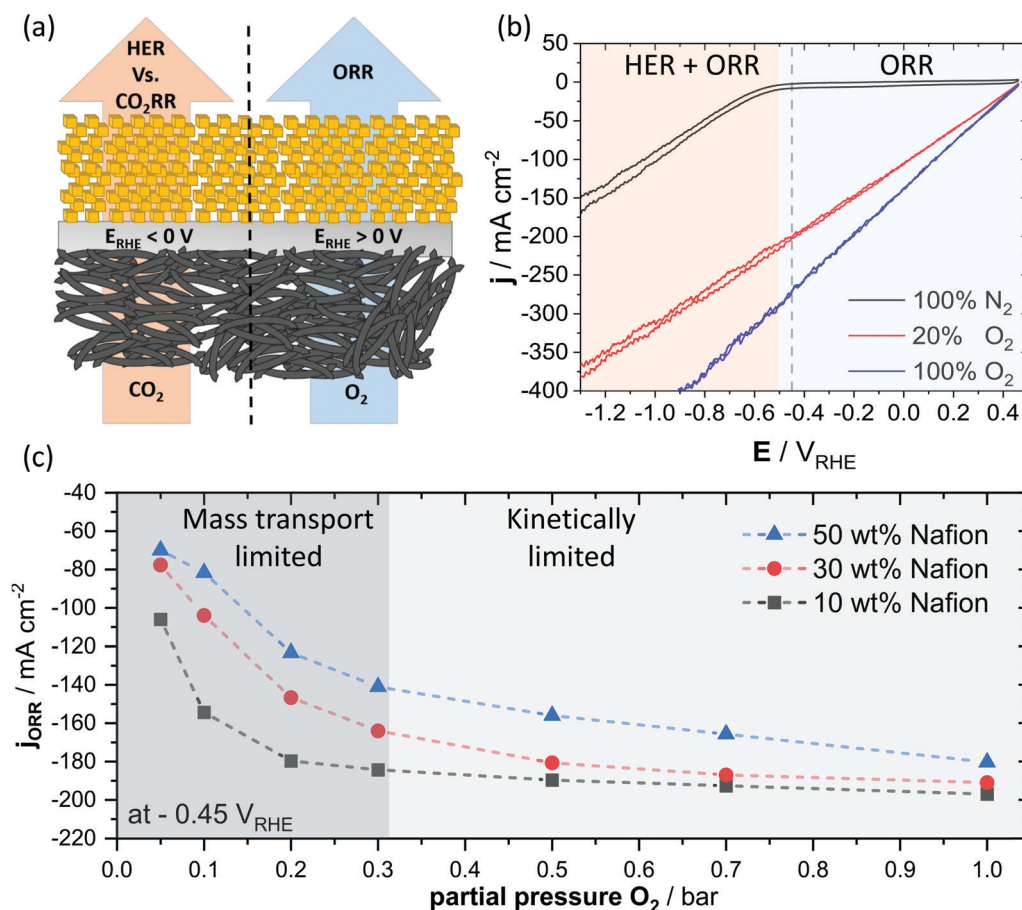 (a)
HER
Vs.
CO₂RR
ORR
E_RHE < 0 V
E_RHE > 0 V
CO₂
O₂
(b)
HER + ORR
ORR
50
0
-50
-100
-150
-200
-250
-300
-350
-400
j / mA cm⁻²
100% N₂
20% O₂
100% O₂
-1.2 -1.0 -0.8 -0.6 -0.4 -0.2 0.0 0.2 0.4
E / V_RHE
(c)
-40
-60
-80
-100
-120
-140
-160
-180
-200
-220
j_ORR / mA cm⁻²
Mass transport
limited
Kinetically
limited
50 wt% Nafion
30 wt% Nafion
10 wt% Nafion
at - 0.45 V_RHE
0.0 0.1 0.2 0.3 0.4 0.5 0.6 0.7 0.8 0.9 1.0
partial pressure O₂ / bar